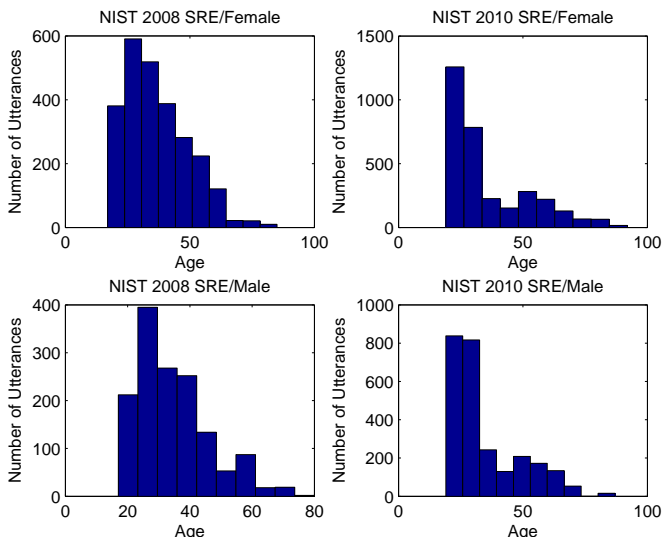 NIST 2008 SRE/Female
600
400
200
0
Number of Utterances
0 50 100
Age
NIST 2010 SRE/Female
1500
1000
500
0
Number of Utterances
0 50 100
Age
NIST 2008 SRE/Male
400
300
200
100
0
Number of Utterances
0 20 40 60 80
Age
NIST 2010 SRE/Male
1000
800
600
400
200
0
Number of Utterances
0 50 100
Age